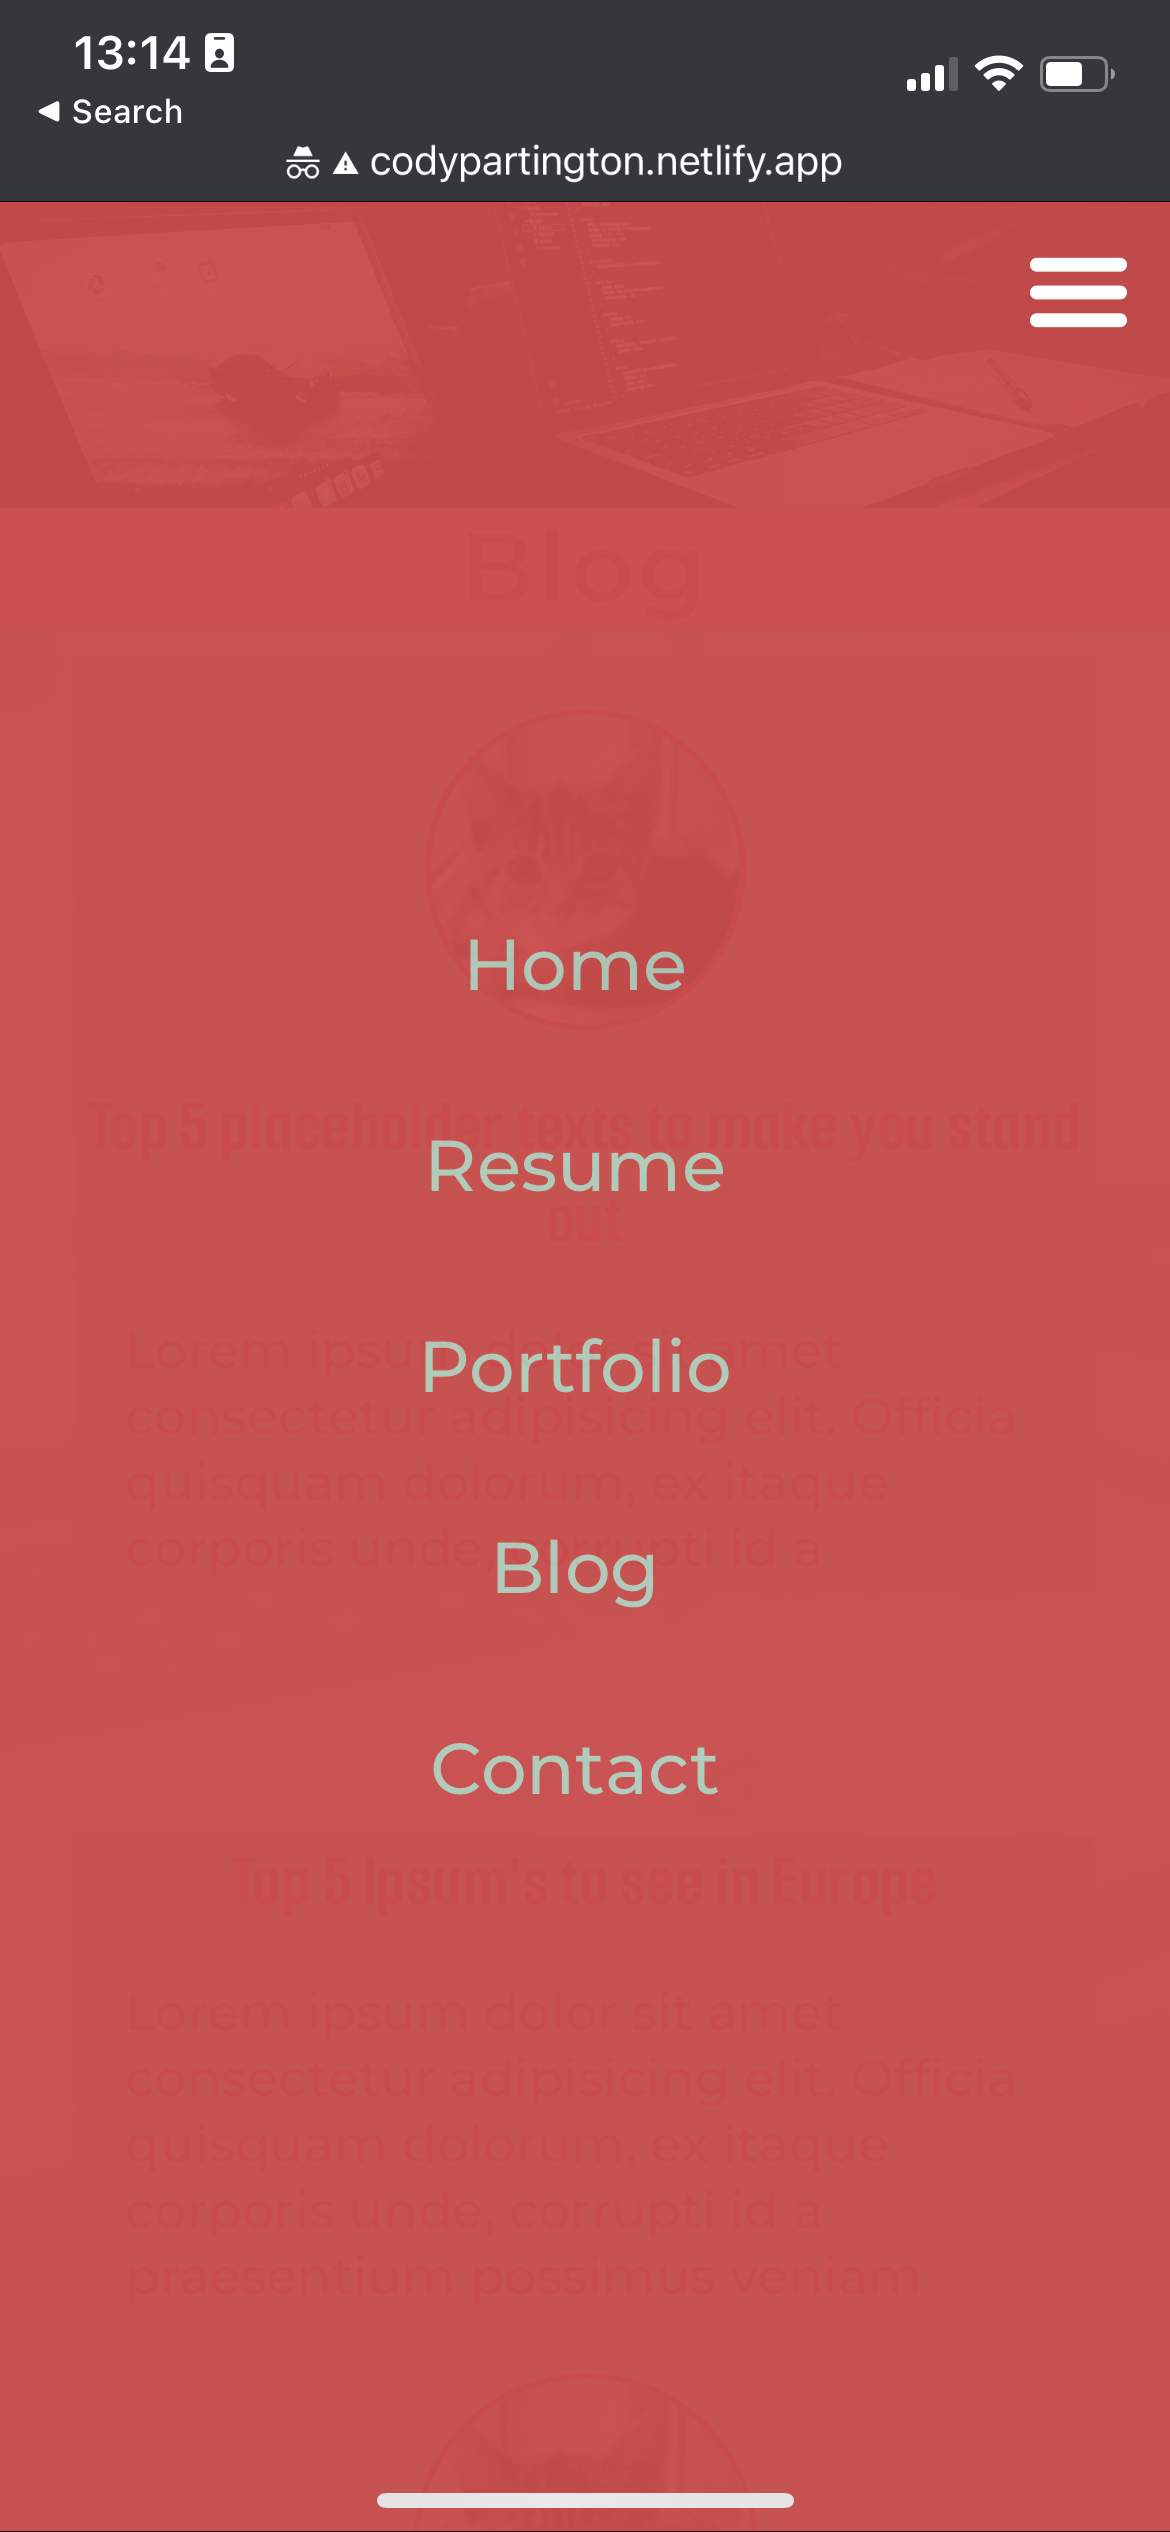 13:14
Search
codypartington.netlify.app
Blog
Home
Top 5 placeholder texts to make you stand
Resume
out
Lorem ipsum dolor sit amet
Portfolio
consectetur adipisicing elit. Officia
quisquam dolorum, ex itaque
corporis unde, corrupti id a
Blog
Contact
Top 5 Ipsum's to see in Europe
Lorem ipsum dolor sit amet
consectetur adipisicing elit. Officia
quisquam dolorum, ex itaque
corporis unde, corrupti id a
praesentium possimus veniam